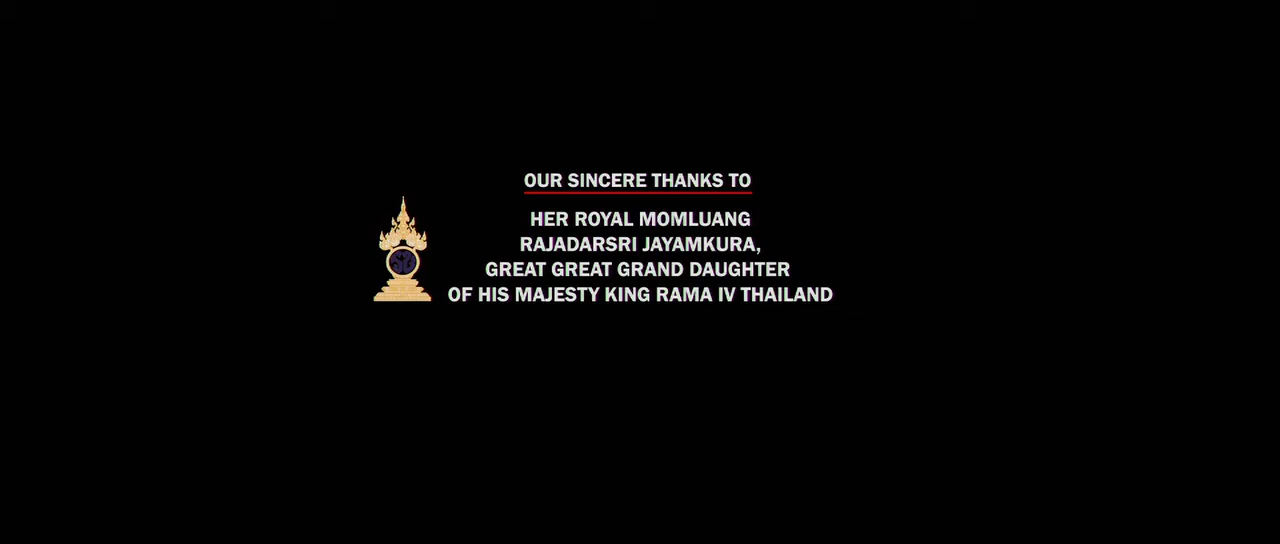 OUR SINCERE THANKS TO
HER ROYAL MOMLUANG
RAJADARSRI JAYAMKURA,
GREAT GREAT GRAND DAUGHTER
OF HIS MAJESTY KING RAMA IV THAILAND